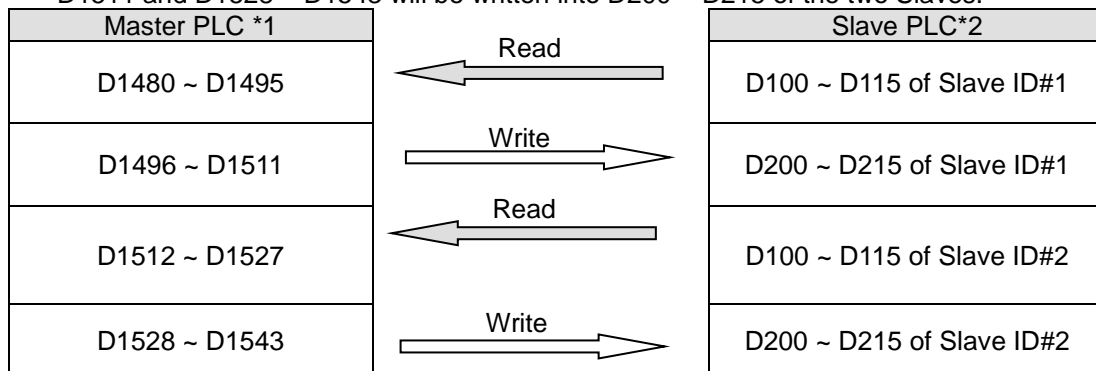 Master PLC *1 Slave PLC*2
Read
D1480 ~ D1495 D100 ~ D115 of Slave ID#1
Write
D1496 ~ D1511 D200 ~ D215 of Slave ID#1
Read
D1512 ~ D1527 D100 ~ D115 of Slave ID#2
Write
D1528 ~ D1543 D200 ~ D215 of Slave ID#2